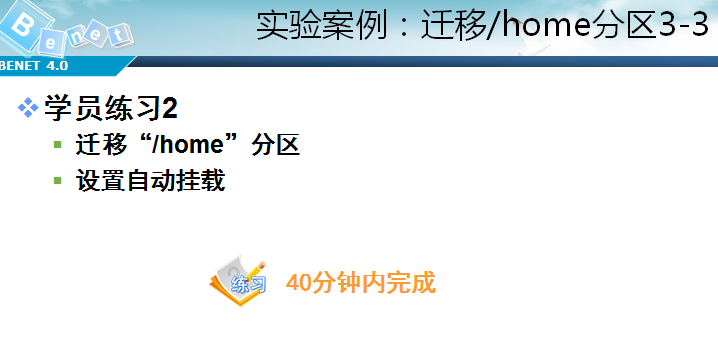 实验案例：迁移/home分区3-3
Benet
BENET 4.0
学员练习2
迁移“/home”分区
设置自动挂载
练习
40分钟内完成